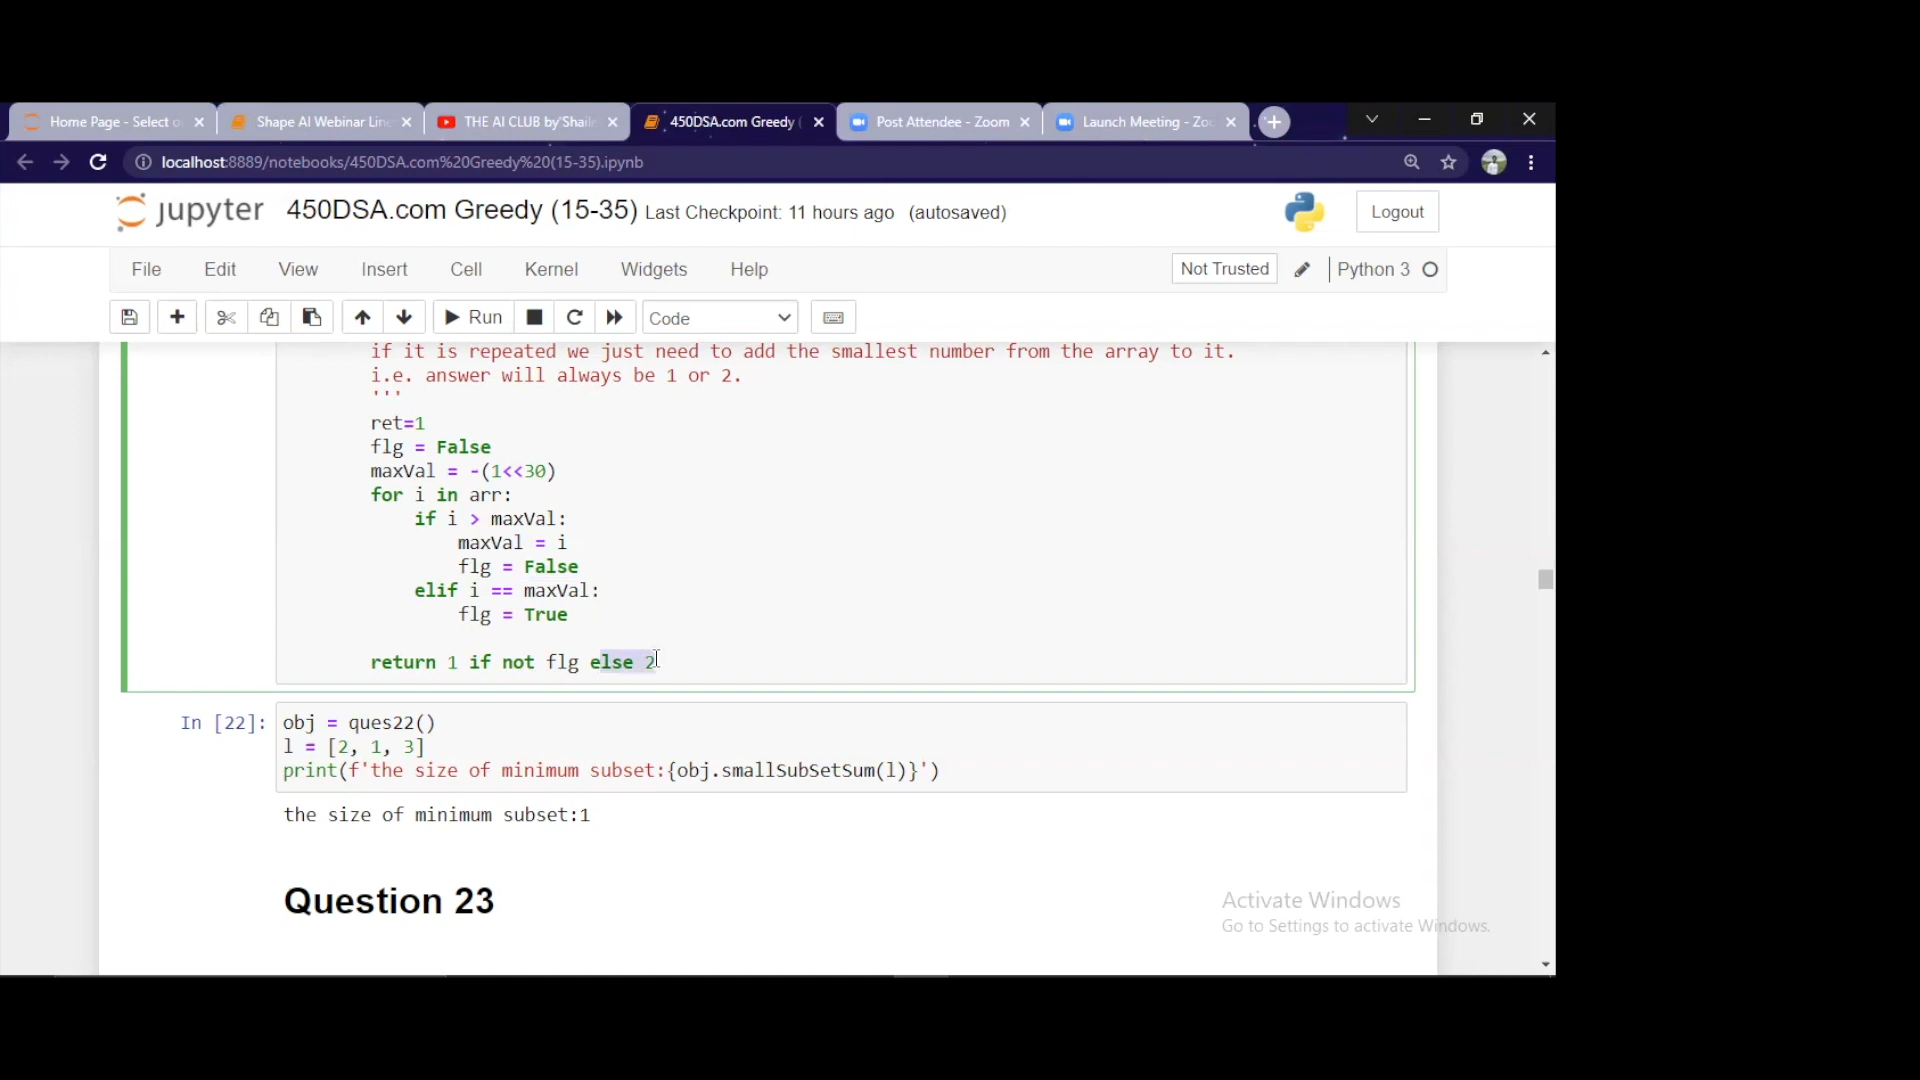 Home Page - Select o
Shape AI Webinar Line
THE AI CLUB by Shaile
450DSA.com Greedy (
Post Attendee - Zoom
Launch Meeting - Zoo
localhost:8889/notebooks/450DSA.com%20Greedy%20(15-35).ipynb
jupyter 450DSA.com Greedy (15-35) Last Checkpoint: 11 hours ago (autosaved)
Logout
File Edit View Insert Cell Kernel Widgets Help
Not Trusted
Python 3
Run
Code
if it is repeated we just need to add the smallest number from the array to it.
i.e. answer will always be 1 or 2.
'''
ret=1
flg = False
maxVal = -(1<<30)
for i in arr:
if i > maxVal:
maxVal = i
flg = False
elif i == maxVal:
flg = True
return 1 if not flg else 2
In [22]:
obj = ques22()
l = [2, 1, 3]
print(f'the size of minimum subset:{obj.smallSubSetSum(l)}')
the size of minimum subset:1
Question 23
Activate Windows
Go to Settings to activate Windows.